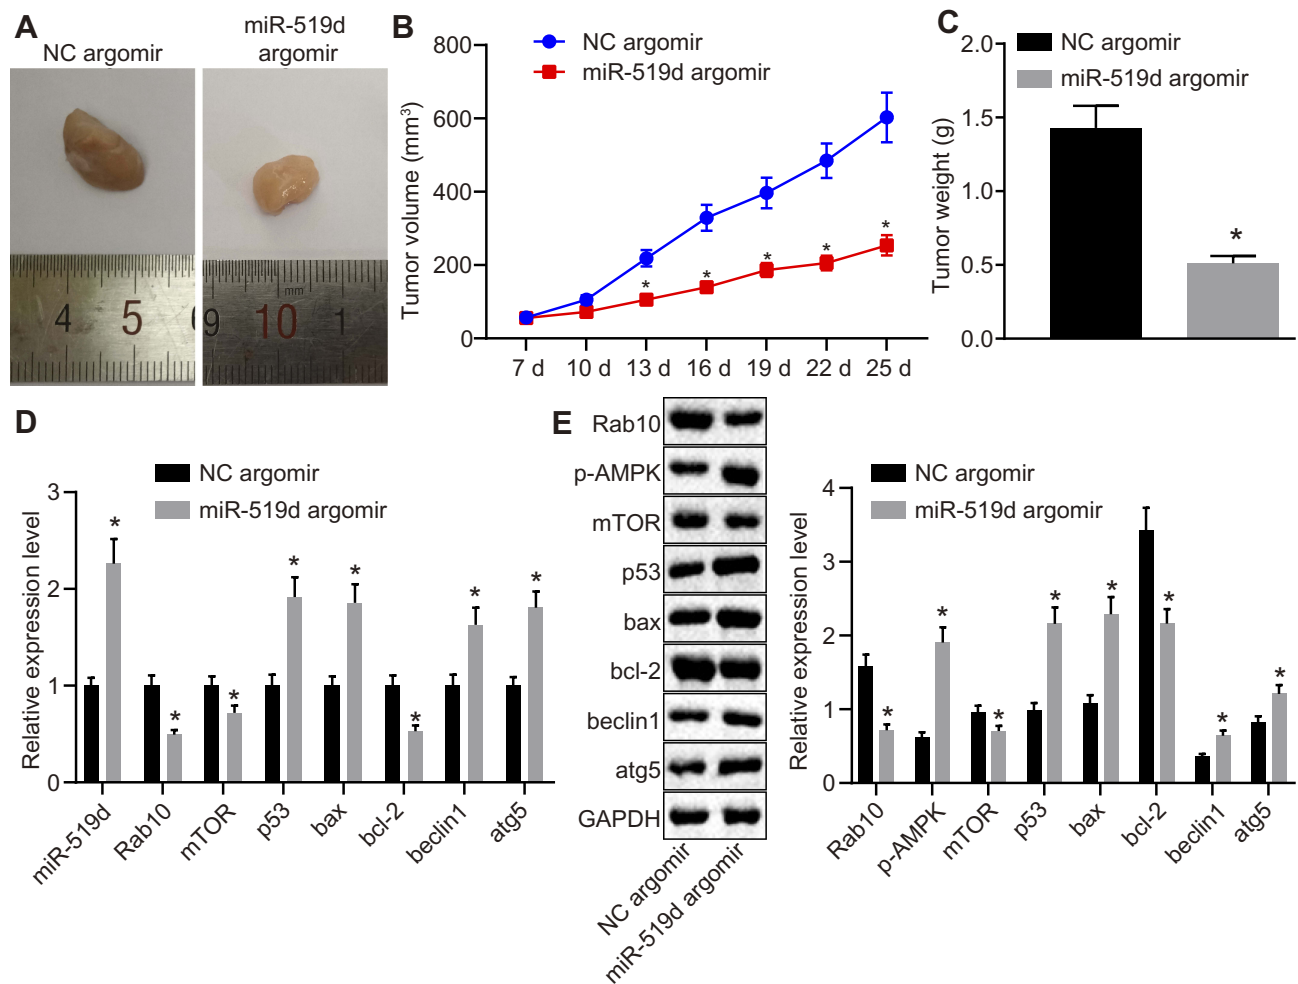 A
NC argomir
miR-519d
argomir
4 5
9 10 1
mm
B
NC argomir
miR-519d argomir
Tumor volume (mm³)
800
600
400
200
0
7 d 10 d 13 d 16 d 19 d 22 d 25 d
*
*
*
*
*
C
NC argomir
miR-519d argomir
Tumor weight (g)
2.0
1.5
1.0
0.5
0.0
*
D
NC argomir
miR-519d argomir
Relative expression level
3
2
1
0
* * * * * * * *
miR-519d Rab10 mTOR p53 bax bcl-2 beclin1 atg5
E
Rab10
p-AMPK
mTOR
p53
bax
bcl-2
beclin1
atg5
GAPDH
NC argomir
miR-519d argomir
NC argomir
miR-519d argomir
Relative expression level
4
3
2
1
0
* * * * * * * *
Rab10 p-AMPK mTOR p53 bax bcl-2 beclin1 atg5